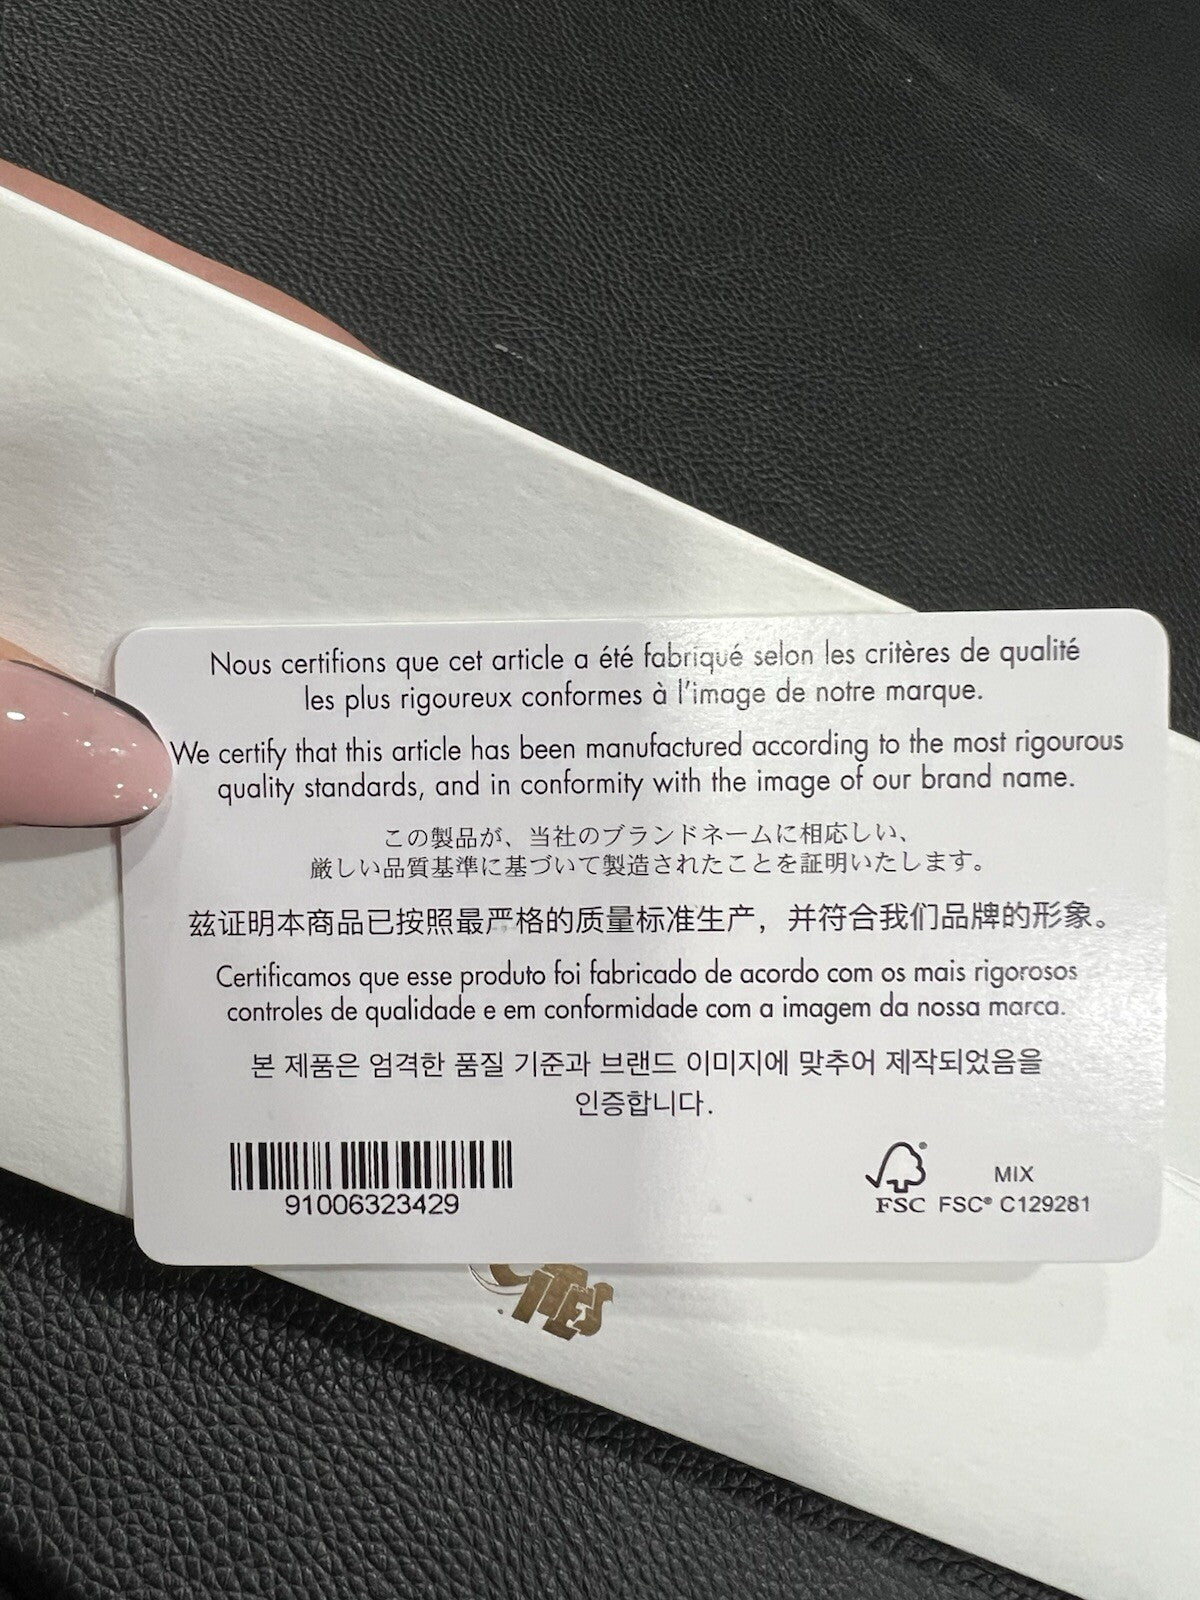 Nous certifions que cet article a été fabriqué selon les critères de qualité
les plus rigoureux conformes à l'image de notre marque.
We certify that this article has been manufactured according to the most rigourous
quality standards, and in conformity with the image of our brand name.
この製品が、当社のブランドネームに相応しい、
厳しい品質基準に基づいて製造されたことを証明いたします。
兹证明本商品已按照最严格的质量标准生产，并符合我们品牌的形象。
Certificamos que esse produto foi fabricado de acordo com os mais rigorosos
controles de qualidade e em conformidade com a imagem da nossa marca.
본 제품은 엄격한 품질 기준과 브랜드 이미지에 맞추어 제작되었음을
인증합니다.
91006323429
MIX
FSC FSC® C129281
CITES